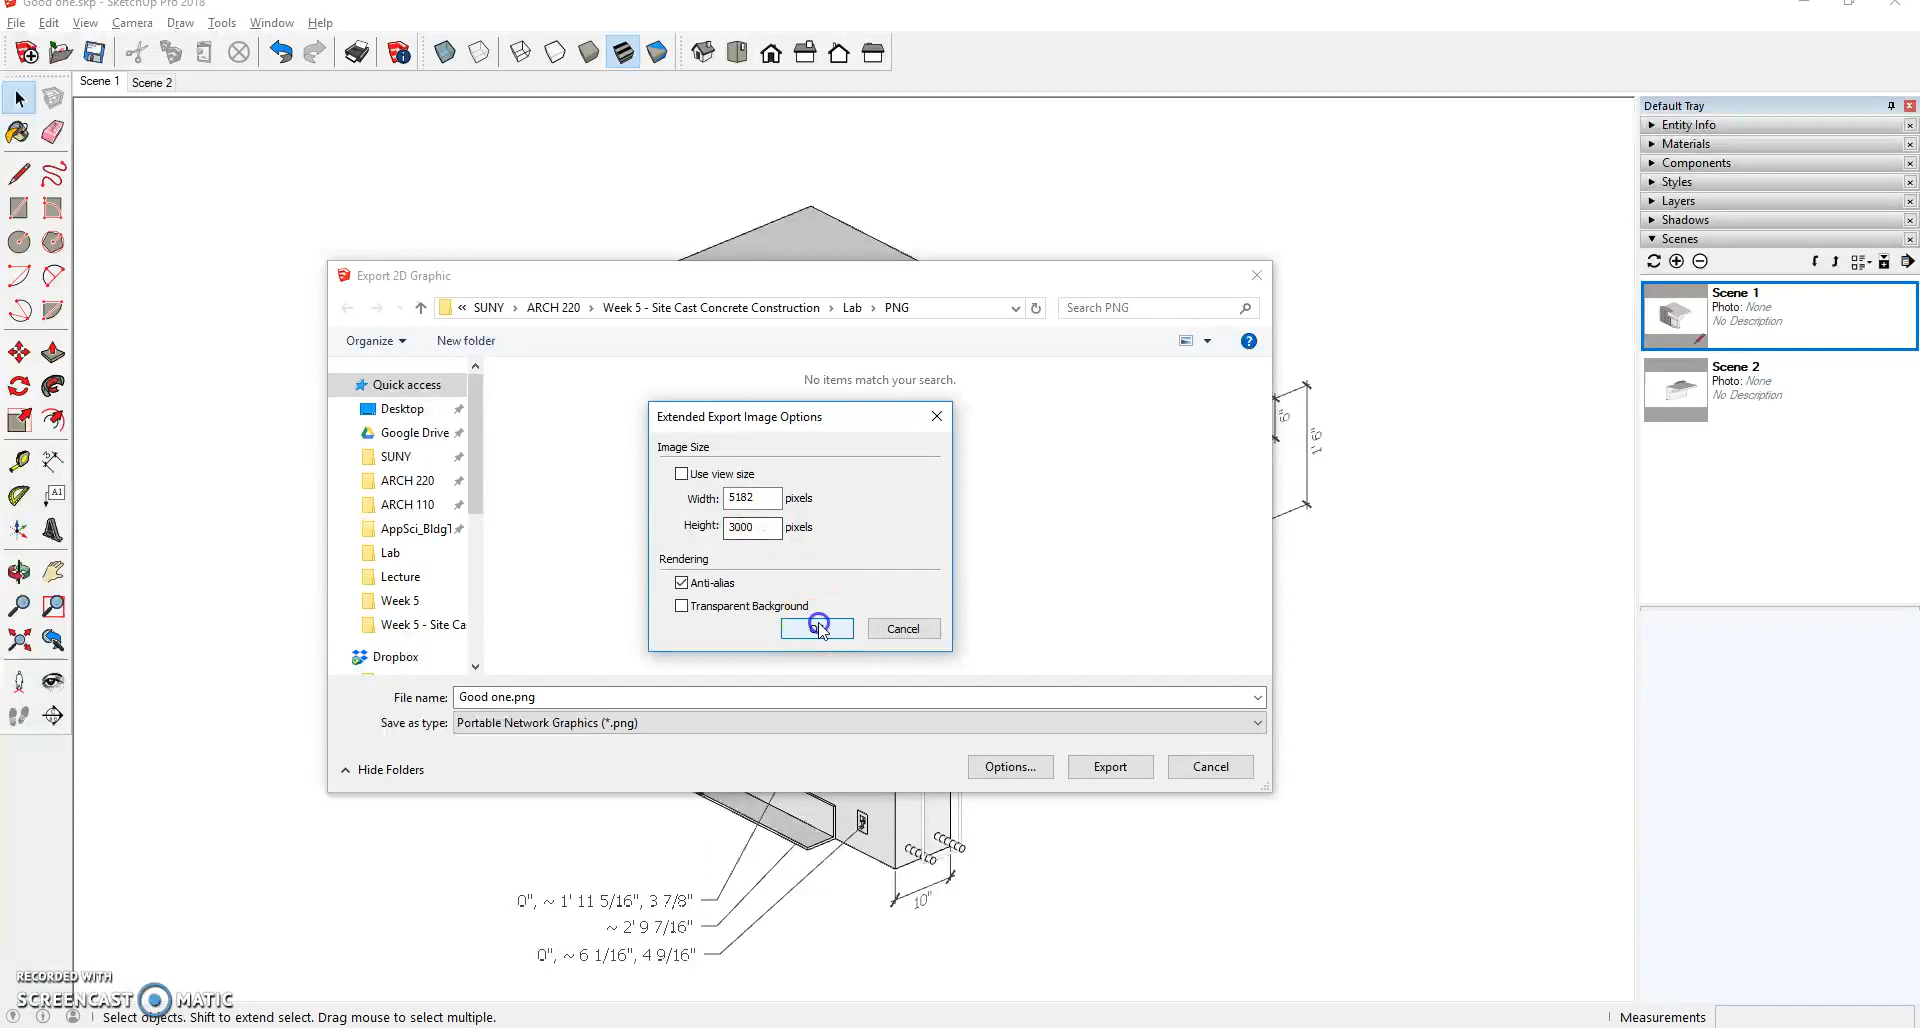 Good one.skp - SketchUp Pro 2018
File Edit View Camera Draw Tools Window Help
Scene 1 Scene 2
Default Tray
Entity Info
Materials
Components
Styles
Layers
Shadows
Scenes
Scene 1
Photo: None
No Description
Scene 2
Photo: None
No Description
Export 2D Graphic
« SUNY › ARCH 220 › Week 5 - Site Cast Concrete Construction › Lab › PNG
Search PNG
Organize New folder
No items match your search.
Quick access
Desktop
Google Drive
SUNY
ARCH 220
ARCH 110
AppSci_BldgT
Lab
Lecture
Week 5
Week 5 - Site Ca
Dropbox
Extended Export Image Options
Image Size
Use view size
Width: 5182 pixels
Height: 3000 pixels
Rendering
Anti-alias
Transparent Background
Cancel
File name: Good one.png
Save as type: Portable Network Graphics (*.png)
Hide Folders
Options... Export Cancel
0", ~ 1' 11 5/16", 3 7/8"
~ 2' 9 7/16"
0", ~ 6 1/16", 4 9/16"
10"
RECORDED WITH
SCREENCAST MATIC
Select objects. Shift to extend select. Drag mouse to select multiple.
Measurements